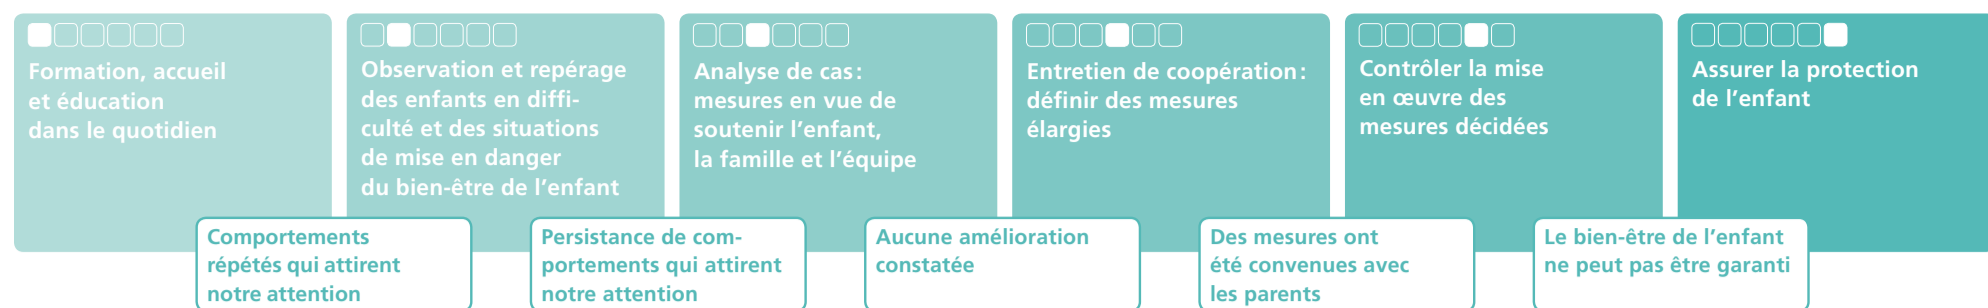 Formation, accueil
et éducation
dans le quotidien
Observation et repérage
des enfants en diffi-
culté et des situations
de mise en danger
du bien-être de l’enfant
Analyse de cas :
mesures en vue de
soutenir l’enfant,
la famille et l’équipe
Entretien de coopération :
définir des mesures
élargies
Contrôler la mise
en œuvre des
mesures décidées
Assurer la protection
de l’enfant
Comportements
répétés qui attirent
notre attention
Persistance de com-
portements qui attirent
notre attention
Aucune amélioration
constatée
Des mesures ont
été convenues avec
les parents
Le bien-être de l’enfant
ne peut pas être garanti